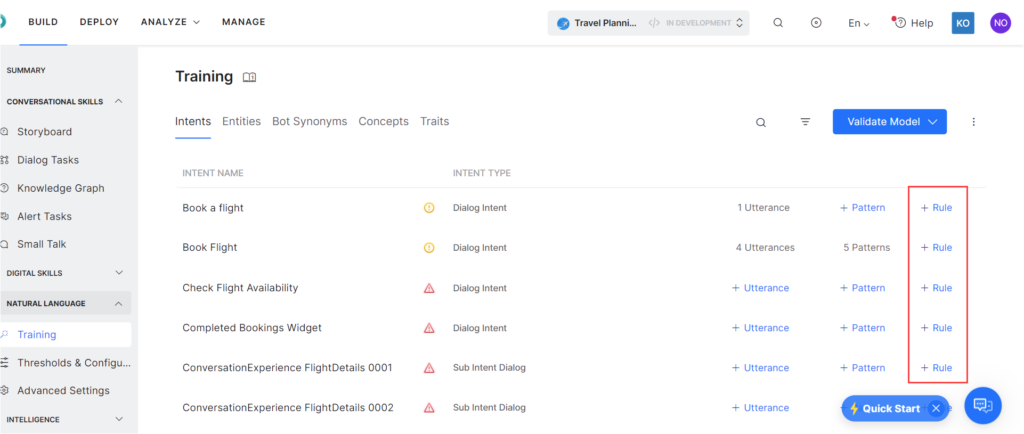 BUILD DEPLOY ANALYZE MANAGE Travel Planni... </> IN DEVELOPMENT En Help KO NO
SUMMARY
CONVERSATIONAL SKILLS
Storyboard
Dialog Tasks
Knowledge Graph
Alert Tasks
Small Talk
DIGITAL SKILLS
NATURAL LANGUAGE
Training
Thresholds & Configu...
Advanced Settings
INTELLIGENCE
Training
Intents Entities Bot Synonyms Concepts Traits Validate Model
INTENT NAME INTENT TYPE
Book a flight Dialog Intent 1 Utterance + Pattern + Rule
Book Flight Dialog Intent 4 Utterances 5 Patterns + Rule
Check Flight Availability Dialog Intent + Utterance + Pattern + Rule
Completed Bookings Widget Dialog Intent + Utterance + Pattern + Rule
ConversationExperience FlightDetails 0001 Sub Intent Dialog + Utterance + Pattern + Rule
ConversationExperience FlightDetails 0002 Sub Intent Dialog + Utterance
Quick Start